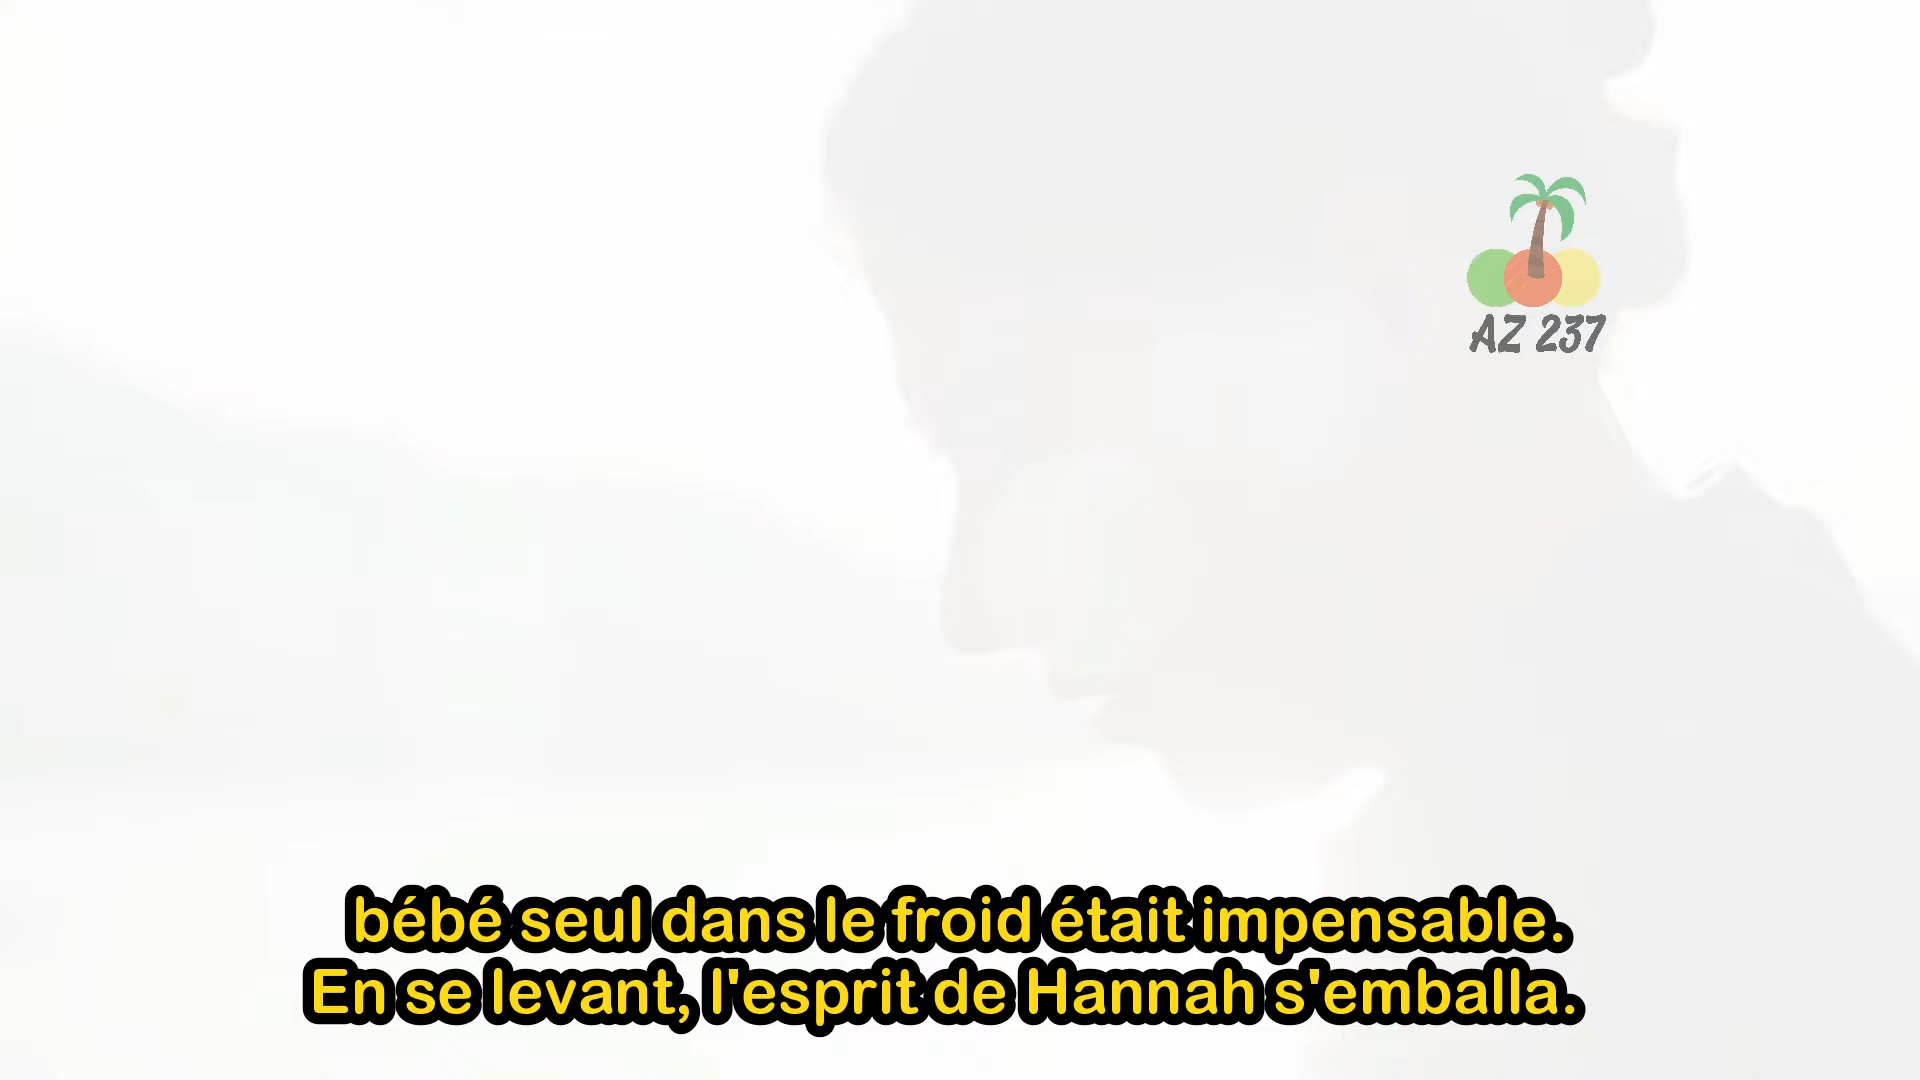 AZ 237
bébé seul dans le froid était impensable.
En se levant, l'esprit de Hannah s'emballa.